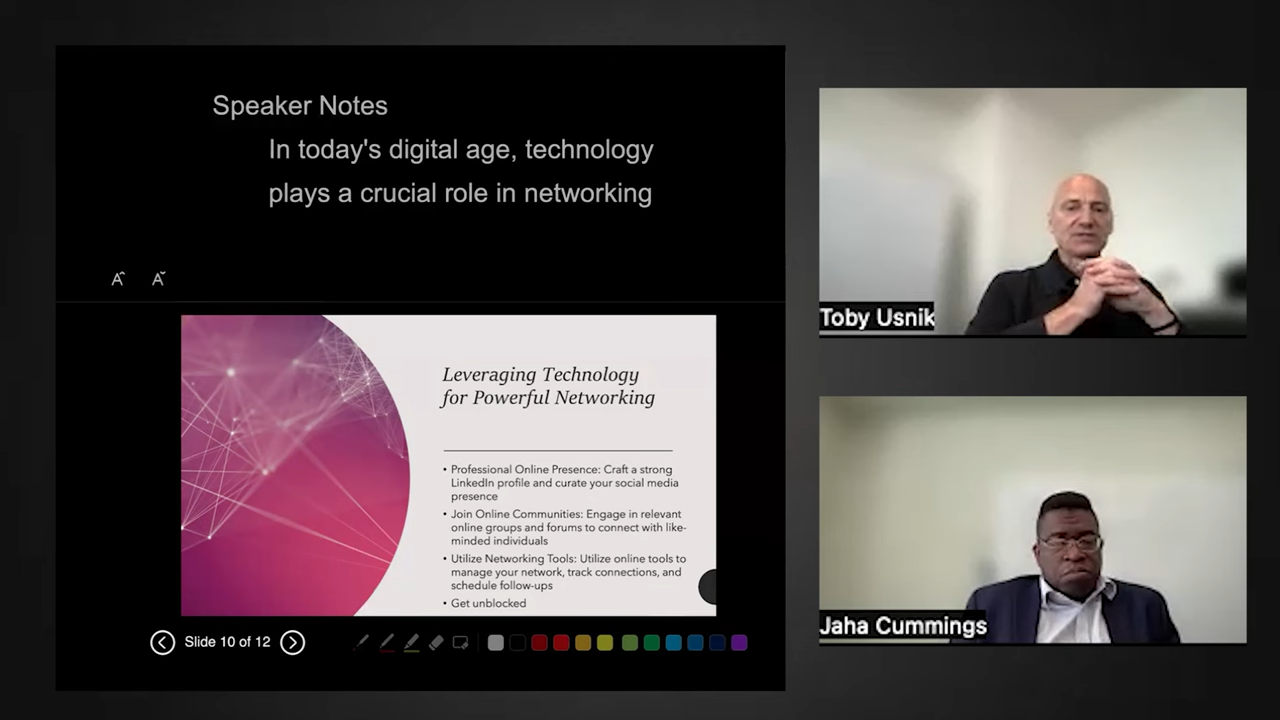 Speaker Notes
In today's digital age, technology
plays a crucial role in networking
A A
Leveraging Technology
for Powerful Networking
• Professional Online Presence: Craft a strong
LinkedIn profile and curate your social media
presence
• Join Online Communities: Engage in relevant
online groups and forums to connect with like-
minded individuals
• Utilize Networking Tools: Utilize online tools to
manage your network, track connections, and
schedule follow-ups
• Get unblocked
Slide 10 of 12
Toby Usnik
Jaha Cummings